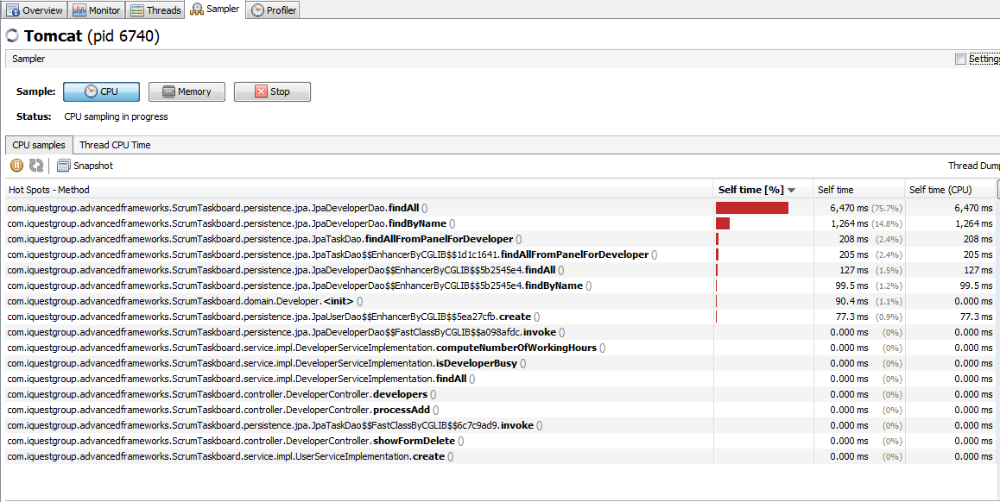 Overview Monitor Threads Sampler Profiler
Tomcat (pid 6740)
Sampler Settings
Sample: CPU Memory Stop
Status: CPU sampling in progress
CPU samples Thread CPU Time
Snapshot Thread Dump
Hot Spots - Method Self time [%] Self time Self time (CPU)
com.iquestgroup.advancedframeworks.ScrumTaskboard.persistence.jpa.JpaDeveloperDao.findAll () 6,470 ms (75.7%) 6,470 ms
com.iquestgroup.advancedframeworks.ScrumTaskboard.persistence.jpa.JpaDeveloperDao.findByName () 1,264 ms (14.8%) 1,264 ms
com.iquestgroup.advancedframeworks.ScrumTaskboard.persistence.jpa.JpaTaskDao.findAllFromPanelForDeveloper () 208 ms (2.4%) 208 ms
com.iquestgroup.advancedframeworks.ScrumTaskboard.persistence.jpa.JpaTaskDao$$EnhancerByCGLIB$$1d1c1641.findAllFromPanelForDeveloper () 205 ms (2.4%) 205 ms
com.iquestgroup.advancedframeworks.ScrumTaskboard.persistence.jpa.JpaDeveloperDao$$EnhancerByCGLIB$$5b2545e4.findAll () 127 ms (1.5%) 127 ms
com.iquestgroup.advancedframeworks.ScrumTaskboard.persistence.jpa.JpaDeveloperDao$$EnhancerByCGLIB$$5b2545e4.findByName () 99.5 ms (1.2%) 99.5 ms
com.iquestgroup.advancedframeworks.ScrumTaskboard.domain.Developer.<init> () 90.4 ms (1.1%) 0.000 ms
com.iquestgroup.advancedframeworks.ScrumTaskboard.persistence.jpa.JpaUserDao$$EnhancerByCGLIB$$5ea27cfb.create () 77.3 ms (0.9%) 77.3 ms
com.iquestgroup.advancedframeworks.ScrumTaskboard.persistence.jpa.JpaDeveloperDao$$FastClassByCGLIB$$a098afdc.invoke () 0.000 ms (0%) 0.000 ms
com.iquestgroup.advancedframeworks.ScrumTaskboard.service.impl.DeveloperServiceImplementation.computeNumberOfWorkingHours () 0.000 ms (0%) 0.000 ms
com.iquestgroup.advancedframeworks.ScrumTaskboard.service.impl.DeveloperServiceImplementation.isDeveloperBusy () 0.000 ms (0%) 0.000 ms
com.iquestgroup.advancedframeworks.ScrumTaskboard.service.impl.DeveloperServiceImplementation.findAll () 0.000 ms (0%) 0.000 ms
com.iquestgroup.advancedframeworks.ScrumTaskboard.controller.DeveloperController.developers () 0.000 ms (0%) 0.000 ms
com.iquestgroup.advancedframeworks.ScrumTaskboard.controller.DeveloperController.processAdd () 0.000 ms (0%) 0.000 ms
com.iquestgroup.advancedframeworks.ScrumTaskboard.persistence.jpa.JpaTaskDao$$FastClassByCGLIB$$6c7c9ad9.invoke () 0.000 ms (0%) 0.000 ms
com.iquestgroup.advancedframeworks.ScrumTaskboard.controller.DeveloperController.showFormDelete () 0.000 ms (0%) 0.000 ms
com.iquestgroup.advancedframeworks.ScrumTaskboard.service.impl.UserServiceImplementation.create () 0.000 ms (0%) 0.000 ms